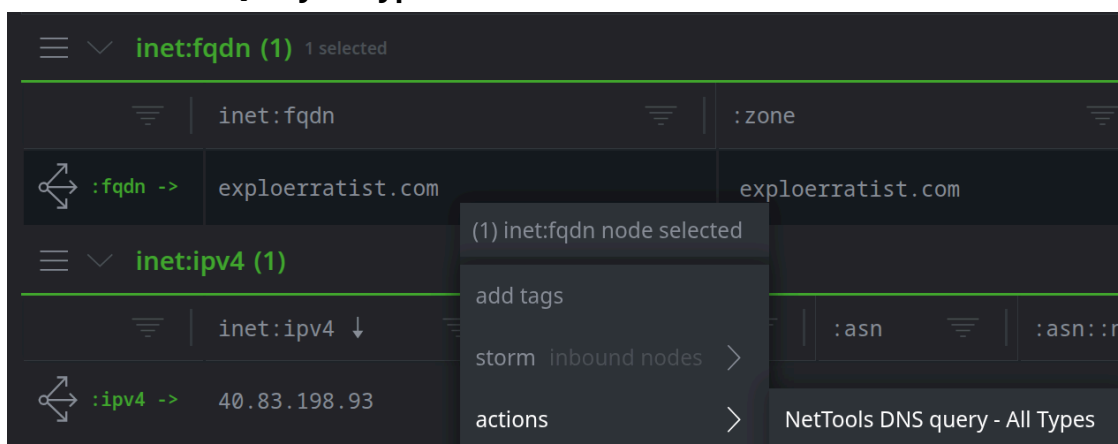 inet:fqdn (1) 1 selected
inet:fqdn :zone
:fqdn -> exploerratist.com exploerratist.com
(1) inet:fqdn node selected
inet:ipv4 (1)
add tags
inet:ipv4 ↓ :asn :asn::
storm inbound nodes
:ipv4 -> 40.83.198.93
actions NetTools DNS query - All Types